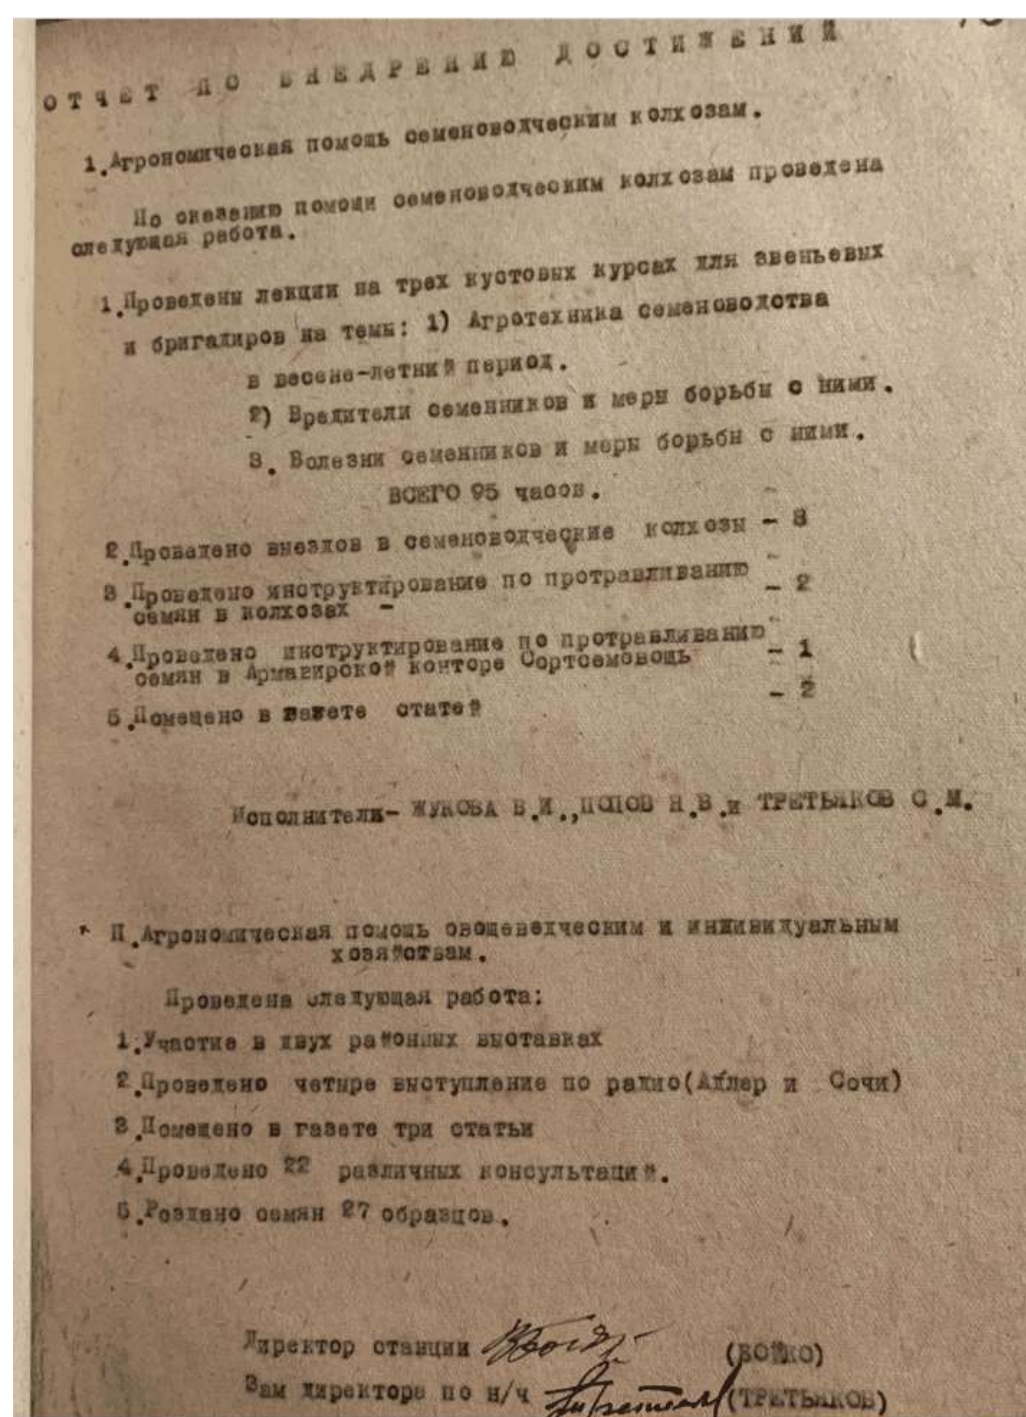 ОТЧЕТ ПО ВНЕДРЕНИЮ ДОСТИЖЕНИЙ
1.Агрономическая помощь семеноводческим колхозам.
По оказанию помощи семеноводческим колхозам проведена
следующая работа.
1.Проведены лекции на трех кустовых курсах для звеньевых
и бригадиров на темы: 1) Агротехника семеноводства
в весене-летний период.
2) Вредители семенников и меры борьбы с ними.
3. Болезни семенников и меры борьбы с ними.
ВСЕГО 95 часов.
2.Проведено выездов в семеноводческие колхозы - 8
3.Проведено инструктирование по протравливанию
семян в колхозах - - 2
4.Проведено инструктирование по протравливанию
семян в Армавирской конторе Сортсемовощь - 1
5.Помещено в газете статей - 2
Исполнители- ЖУКОВА В.И.,ПОПОВ Н.В.и ТРЕТЬЯКОВ С.М.
П.Агрономическая помощь овощеведческим и индивидуальным
хозяйствам.
Проведена следующая работа:
1.Участие в двух районных выставках
2.Проведено четыре выступление по радио(Адлер и Сочи)
3.Помещено в газете три статьи
4.Проведено 22 различных консультаций.
5.Роздано семян 27 образцов.
Директор станции (БОЙКО)
Зам директора по н/ч (ТРЕТЬЯКОВ)